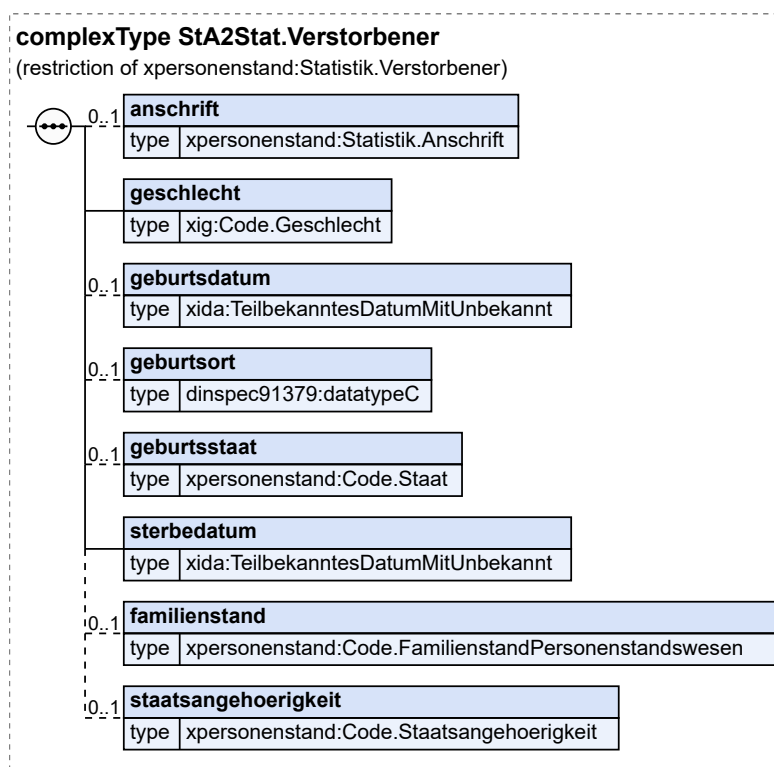 complexType StA2Stat.Verstorbener
(restriction of xpersonenstand:Statistik.Verstorbener)
0..1 anschrift
type xpersonenstand:Statistik.Anschrift
geschlecht
type xig:Code.Geschlecht
0..1 geburtsdatum
type xida:TeilbekanntesDatumMitUnbekannt
0..1 geburtsort
type dinspec91379:datatypeC
0..1 geburtsstaat
type xpersonenstand:Code.Staat
sterbedatum
type xida:TeilbekanntesDatumMitUnbekannt
0..1 familienstand
type xpersonenstand:Code.FamilienstandPersonenstandswesen
0..1 staatsangehoerigkeit
type xpersonenstand:Code.Staatsangehoerigkeit